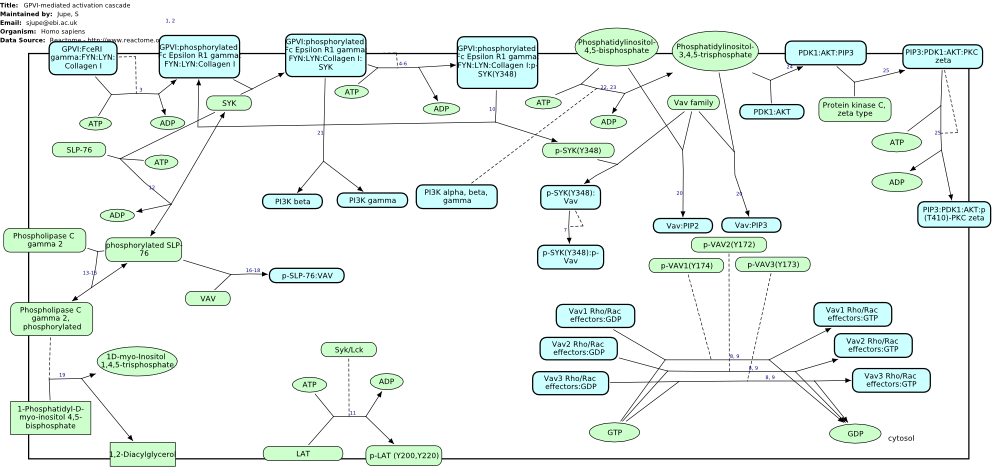 Title: GPVI-mediated activation cascade
Maintained by: Jupe, S
Email: sjupe@ebi.ac.uk
Organism: Homo sapiens
Data Source: Reactome - http://www.reactome.o
1, 2
GPVI:FceRI
gamma:FYN:LYN:
Collagen I
GPVI:phosphorylated
Fc Epsilon R1 gamma:
FYN:LYN:Collagen I
GPVI:phosphorylated
Fc Epsilon R1 gamma:
FYN:LYN:Collagen I:
SYK
GPVI:phosphorylated
Fc Epsilon R1 gamma:
FYN:LYN:Collagen I:p-
SYK(Y348)
Phosphatidylinositol-
4,5-bisphosphate
Phosphatidylinositol-
3,4,5-trisphosphate
PDK1:AKT:PIP3
PIP3:PDK1:AKT:PKC
zeta
3
4-6
22, 23
24
25
ATP
ADP
SYK
ATP
ADP
ATP
ADP
Vav family
PDK1:AKT
Protein kinase C,
zeta type
10
21
ATP
25
ADP
SLP-76
ATP
12
ADP
p-SYK(Y348)
PI3K beta
PI3K gamma
PI3K alpha, beta,
gamma
p-SYK(Y348):
Vav
20
20
Vav:PIP2
Vav:PIP3
PIP3:PDK1:AKT:p
(T410)-PKC zeta
7
p-SYK(Y348):p-
Vav
Phospholipase C
gamma 2
phosphorylated SLP-
76
13-15
16-18
p-SLP-76:VAV
VAV
p-VAV2(Y172)
p-VAV1(Y174)
p-VAV3(Y173)
Phospholipase C
gamma 2,
phosphorylated
Vav1 Rho/Rac
effectors:GDP
Vav1 Rho/Rac
effectors:GTP
Vav2 Rho/Rac
effectors:GDP
Vav2 Rho/Rac
effectors:GTP
Vav3 Rho/Rac
effectors:GDP
Vav3 Rho/Rac
effectors:GTP
8, 9
8, 9
8, 9
1D-myo-Inositol
1,4,5-trisphosphate
19
Syk/Lck
ATP
ADP
11
1-Phosphatidyl-D-
myo-inositol 4,5-
bisphosphate
1,2-Diacylglycerol
LAT
p-LAT (Y200,Y220)
GTP
GDP
cytosol